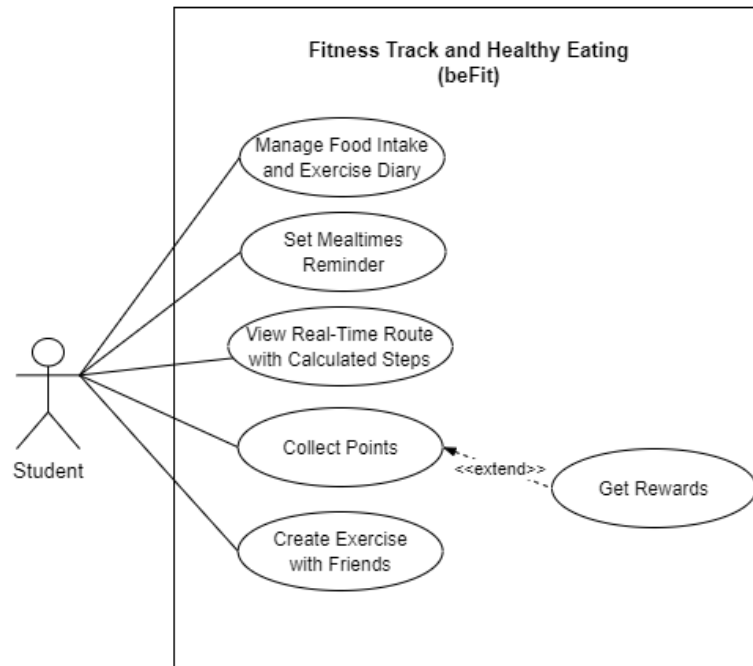 Fitness Track and Healthy Eating
(beFit)
Manage Food Intake
and Exercise Diary
Set Mealtimes
Reminder
View Real-Time Route
with Calculated Steps
Collect Points
<<extend>>
Get Rewards
Create Exercise
with Friends
Student